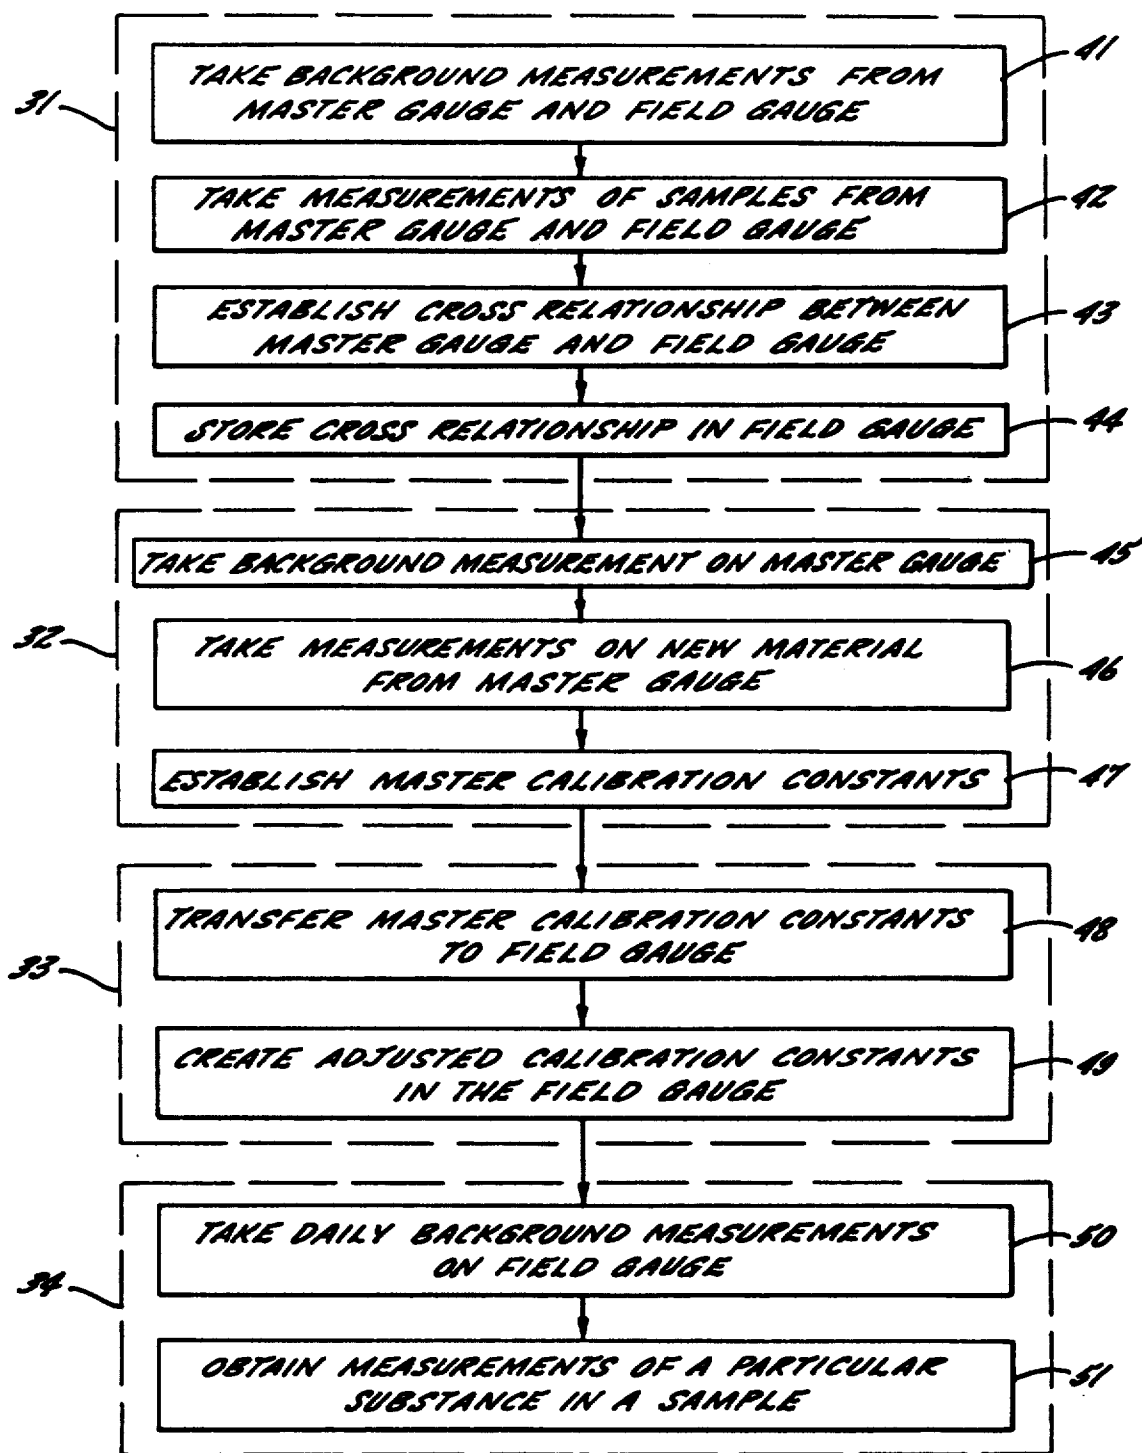 41
TAKE BACKGROUND MEASUREMENTS FROM
MASTER GAUGE AND FIELD GAUGE
31
TAKE MEASUREMENTS OF SAMPLES FROM
MASTER GAUGE AND FIELD GAUGE
42
ESTABLISH CROSS RELATIONSHIP BETWEEN
MASTER GAUGE AND FIELD GAUGE
43
STORE CROSS RELATIONSHIP IN FIELD GAUGE
44
TAKE BACKGROUND MEASUREMENT ON MASTER GAUGE
45
32
TAKE MEASUREMENTS ON NEW MATERIAL
FROM MASTER GAUGE
46
ESTABLISH MASTER CALIBRATION CONSTANTS
47
TRANSFER MASTER CALIBRATION CONSTANTS
TO FIELD GAUGE
48
33
CREATE ADJUSTED CALIBRATION CONSTANTS
IN THE FIELD GAUGE
49
TAKE DAILY BACKGROUND MEASUREMENTS
ON FIELD GAUGE
50
34
OBTAIN MEASUREMENTS OF A PARTICULAR
SUBSTANCE IN A SAMPLE
51